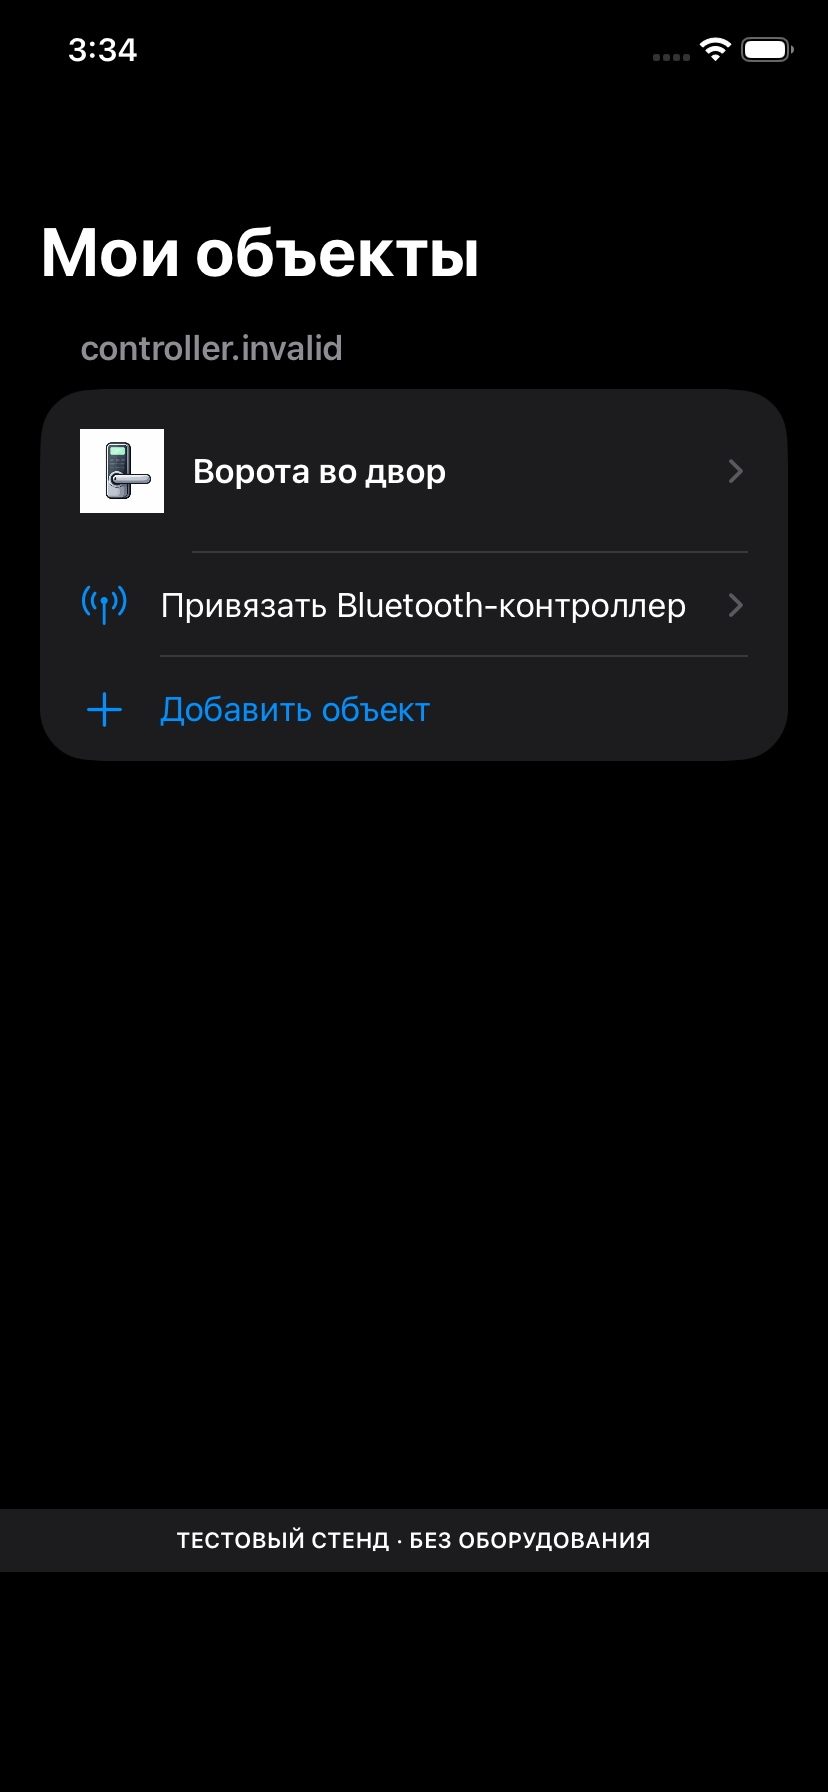 3:34
Мои объекты
controller.invalid
Ворота во двор
Привязать Bluetooth-контроллер
Добавить объект
ТЕСТОВЫЙ СТЕНД · БЕЗ ОБОРУДОВАНИЯ